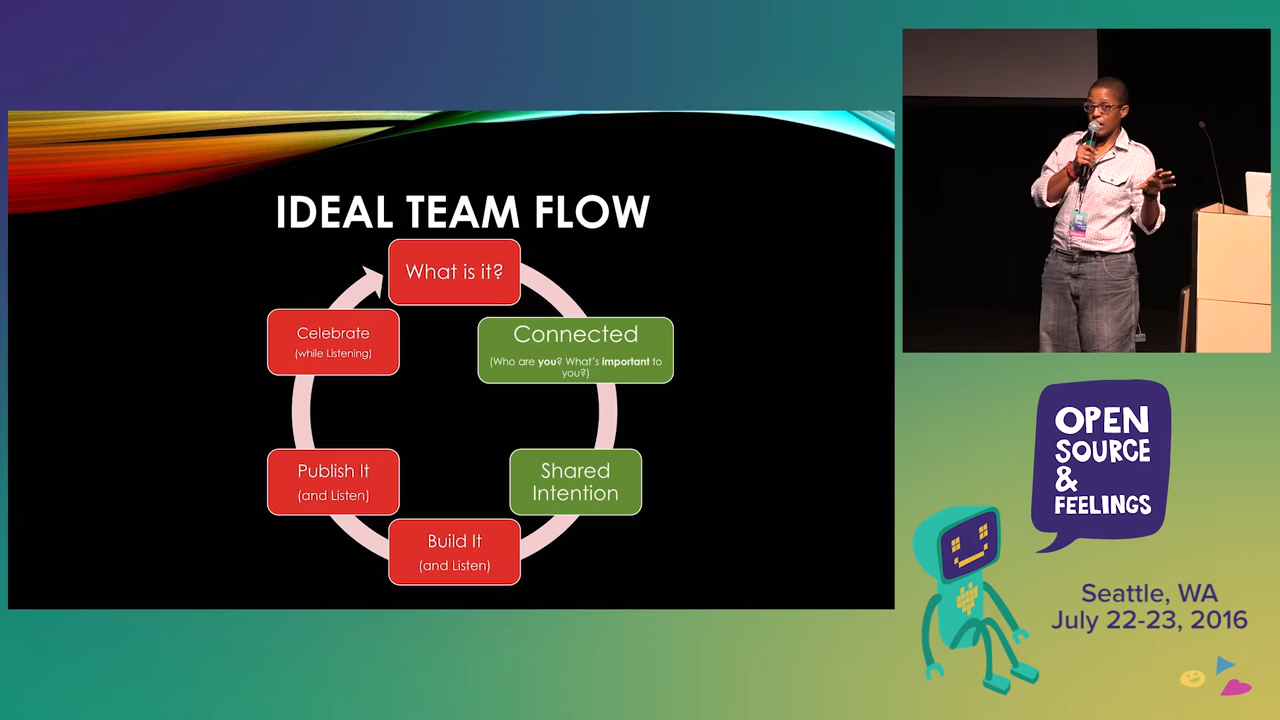 IDEAL TEAM FLOW
What is it?
Connected
(Who are you? What's important to
you?)
Shared
Intention
Build It
(and Listen)
Publish It
(and Listen)
Celebrate
(while Listening)
OPEN
SOURCE
&
FEELINGS
Seattle, WA
July 22-23, 2016